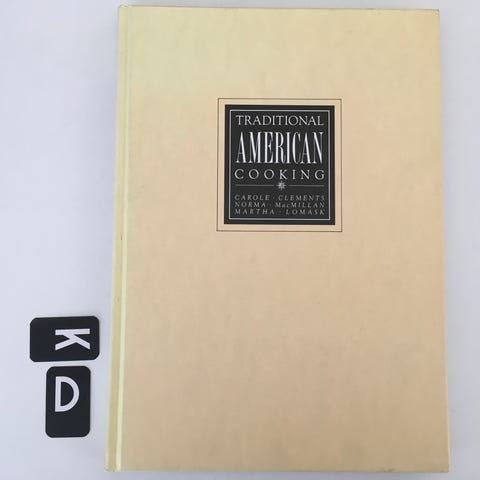 TRADITIONAL
AMERICAN
COOKING
CAROLE · CLEMENTS
NORMA · MacMILLAN
MARTHA · LOMASK
K
D